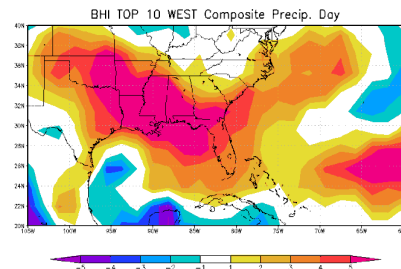 BHI TOP 10 WEST Composite Precip. Day
40N
38N
36N
34N
32N
30N
28N
26N
24N
22N
20N
105W 100W 95W 90W 85W 80W 75W 70W 65W 60
-5 -4 -3 -2 -1 1 2 3 4 5